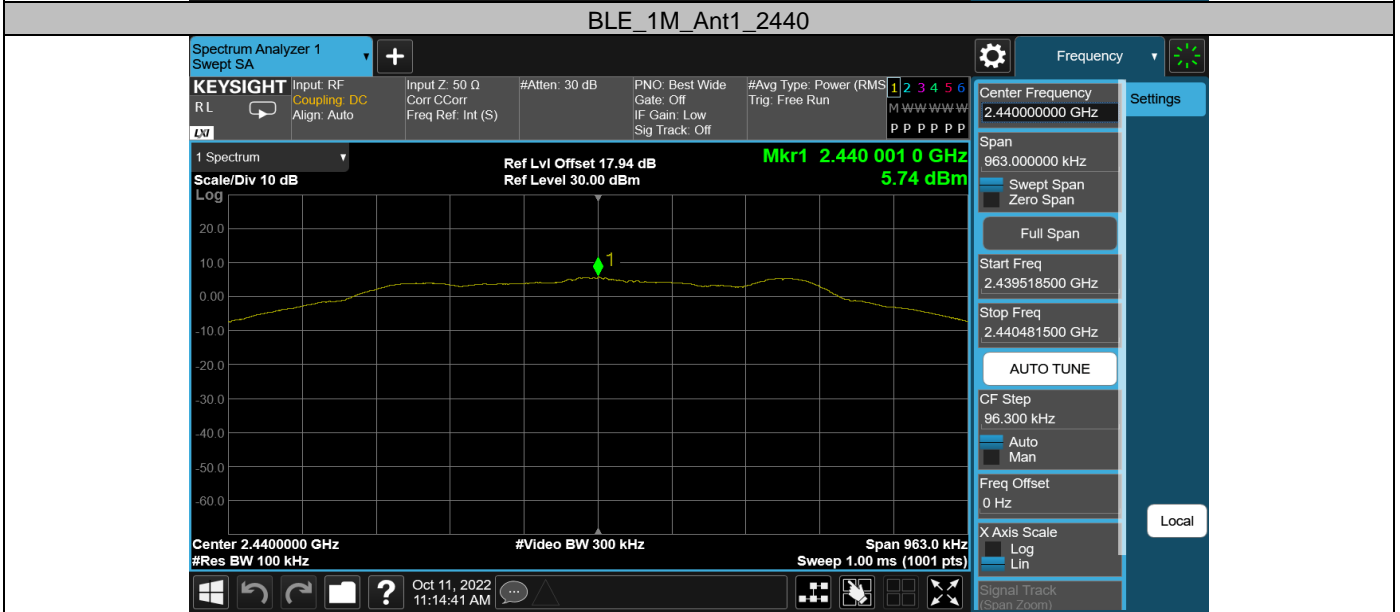 BLE_1M_Ant1_2440
Spectrum Analyzer 1
Swept SA
+
Frequency
KEYSIGHT
RL
LXI
Input: RF
Coupling: DC
Align: Auto
Input Z: 50 Ω
Corr CCorr
Freq Ref: Int (S)
#Atten: 30 dB
PNO: Best Wide
Gate: Off
IF Gain: Low
Sig Track: Off
#Avg Type: Power (RMS
Trig: Free Run
1 2 3 4 5 6
M W W W W W
P P P P P P
1 Spectrum
Scale/Div 10 dB
Log
Ref Lvl Offset 17.94 dB
Ref Level 30.00 dBm
Mkr1 2.440 001 0 GHz
5.74 dBm
20.0
10.0
0.00
-10.0
-20.0
-30.0
-40.0
-50.0
-60.0
1
Center 2.4400000 GHz
#Res BW 100 kHz
#Video BW 300 kHz
Span 963.0 kHz
Sweep 1.00 ms (1001 pts)
Center Frequency
2.440000000 GHz
Span
963.000000 kHz
Swept Span
Zero Span
Full Span
Start Freq
2.439518500 GHz
Stop Freq
2.440481500 GHz
AUTO TUNE
CF Step
96.300 kHz
Auto
Man
Freq Offset
0 Hz
X Axis Scale
Log
Lin
Signal Track
(Span Zoom)
Settings
Local
?
Oct 11, 2022
11:14:41 AM